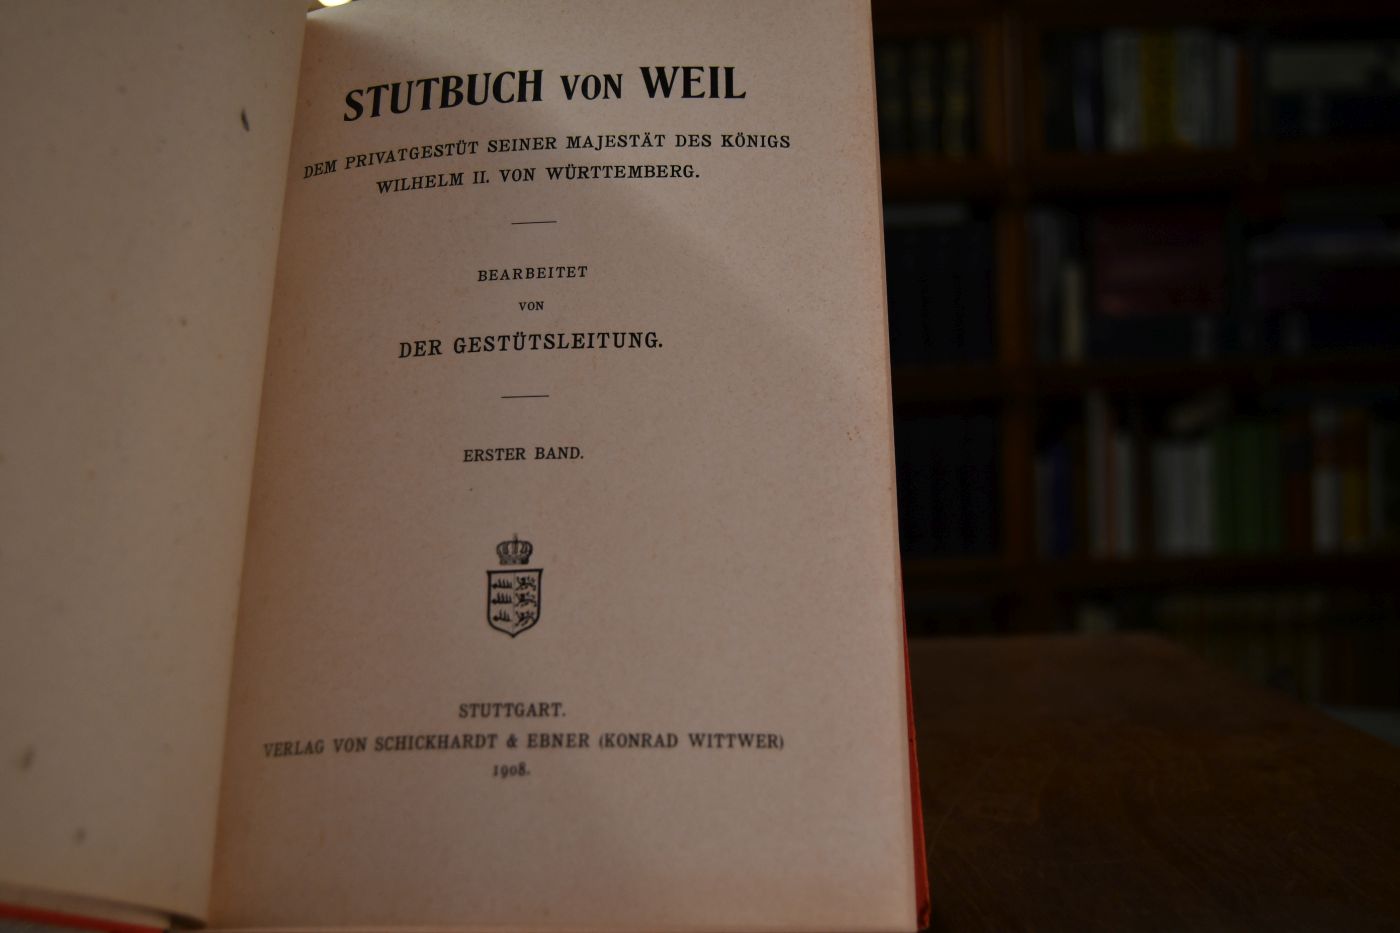 STUTBUCH VON WEIL
DEM PRIVATGESTÜT SEINER MAJESTÄT DES KÖNIGS
WILHELM II. VON WÜRTTEMBERG.
BEARBEITET
VON
DER GESTÜTSLEITUNG.
ERSTER BAND.
STUTTGART.
VERLAG VON SCHICKHARDT & EBNER (KONRAD WITTWER)
1908.